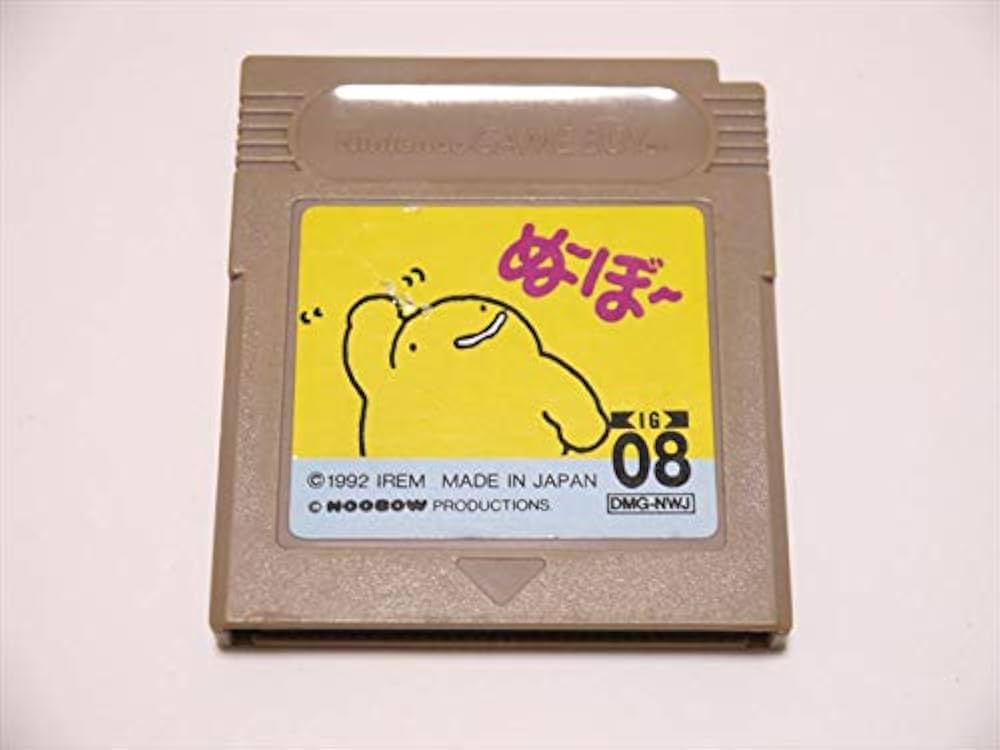 Nintendo GAME BOY
ぬ〜ぼ〜
IG
08
©1992 IREM MADE IN JAPAN
© NOOBOW PRODUCTIONS
DMG-NWJ